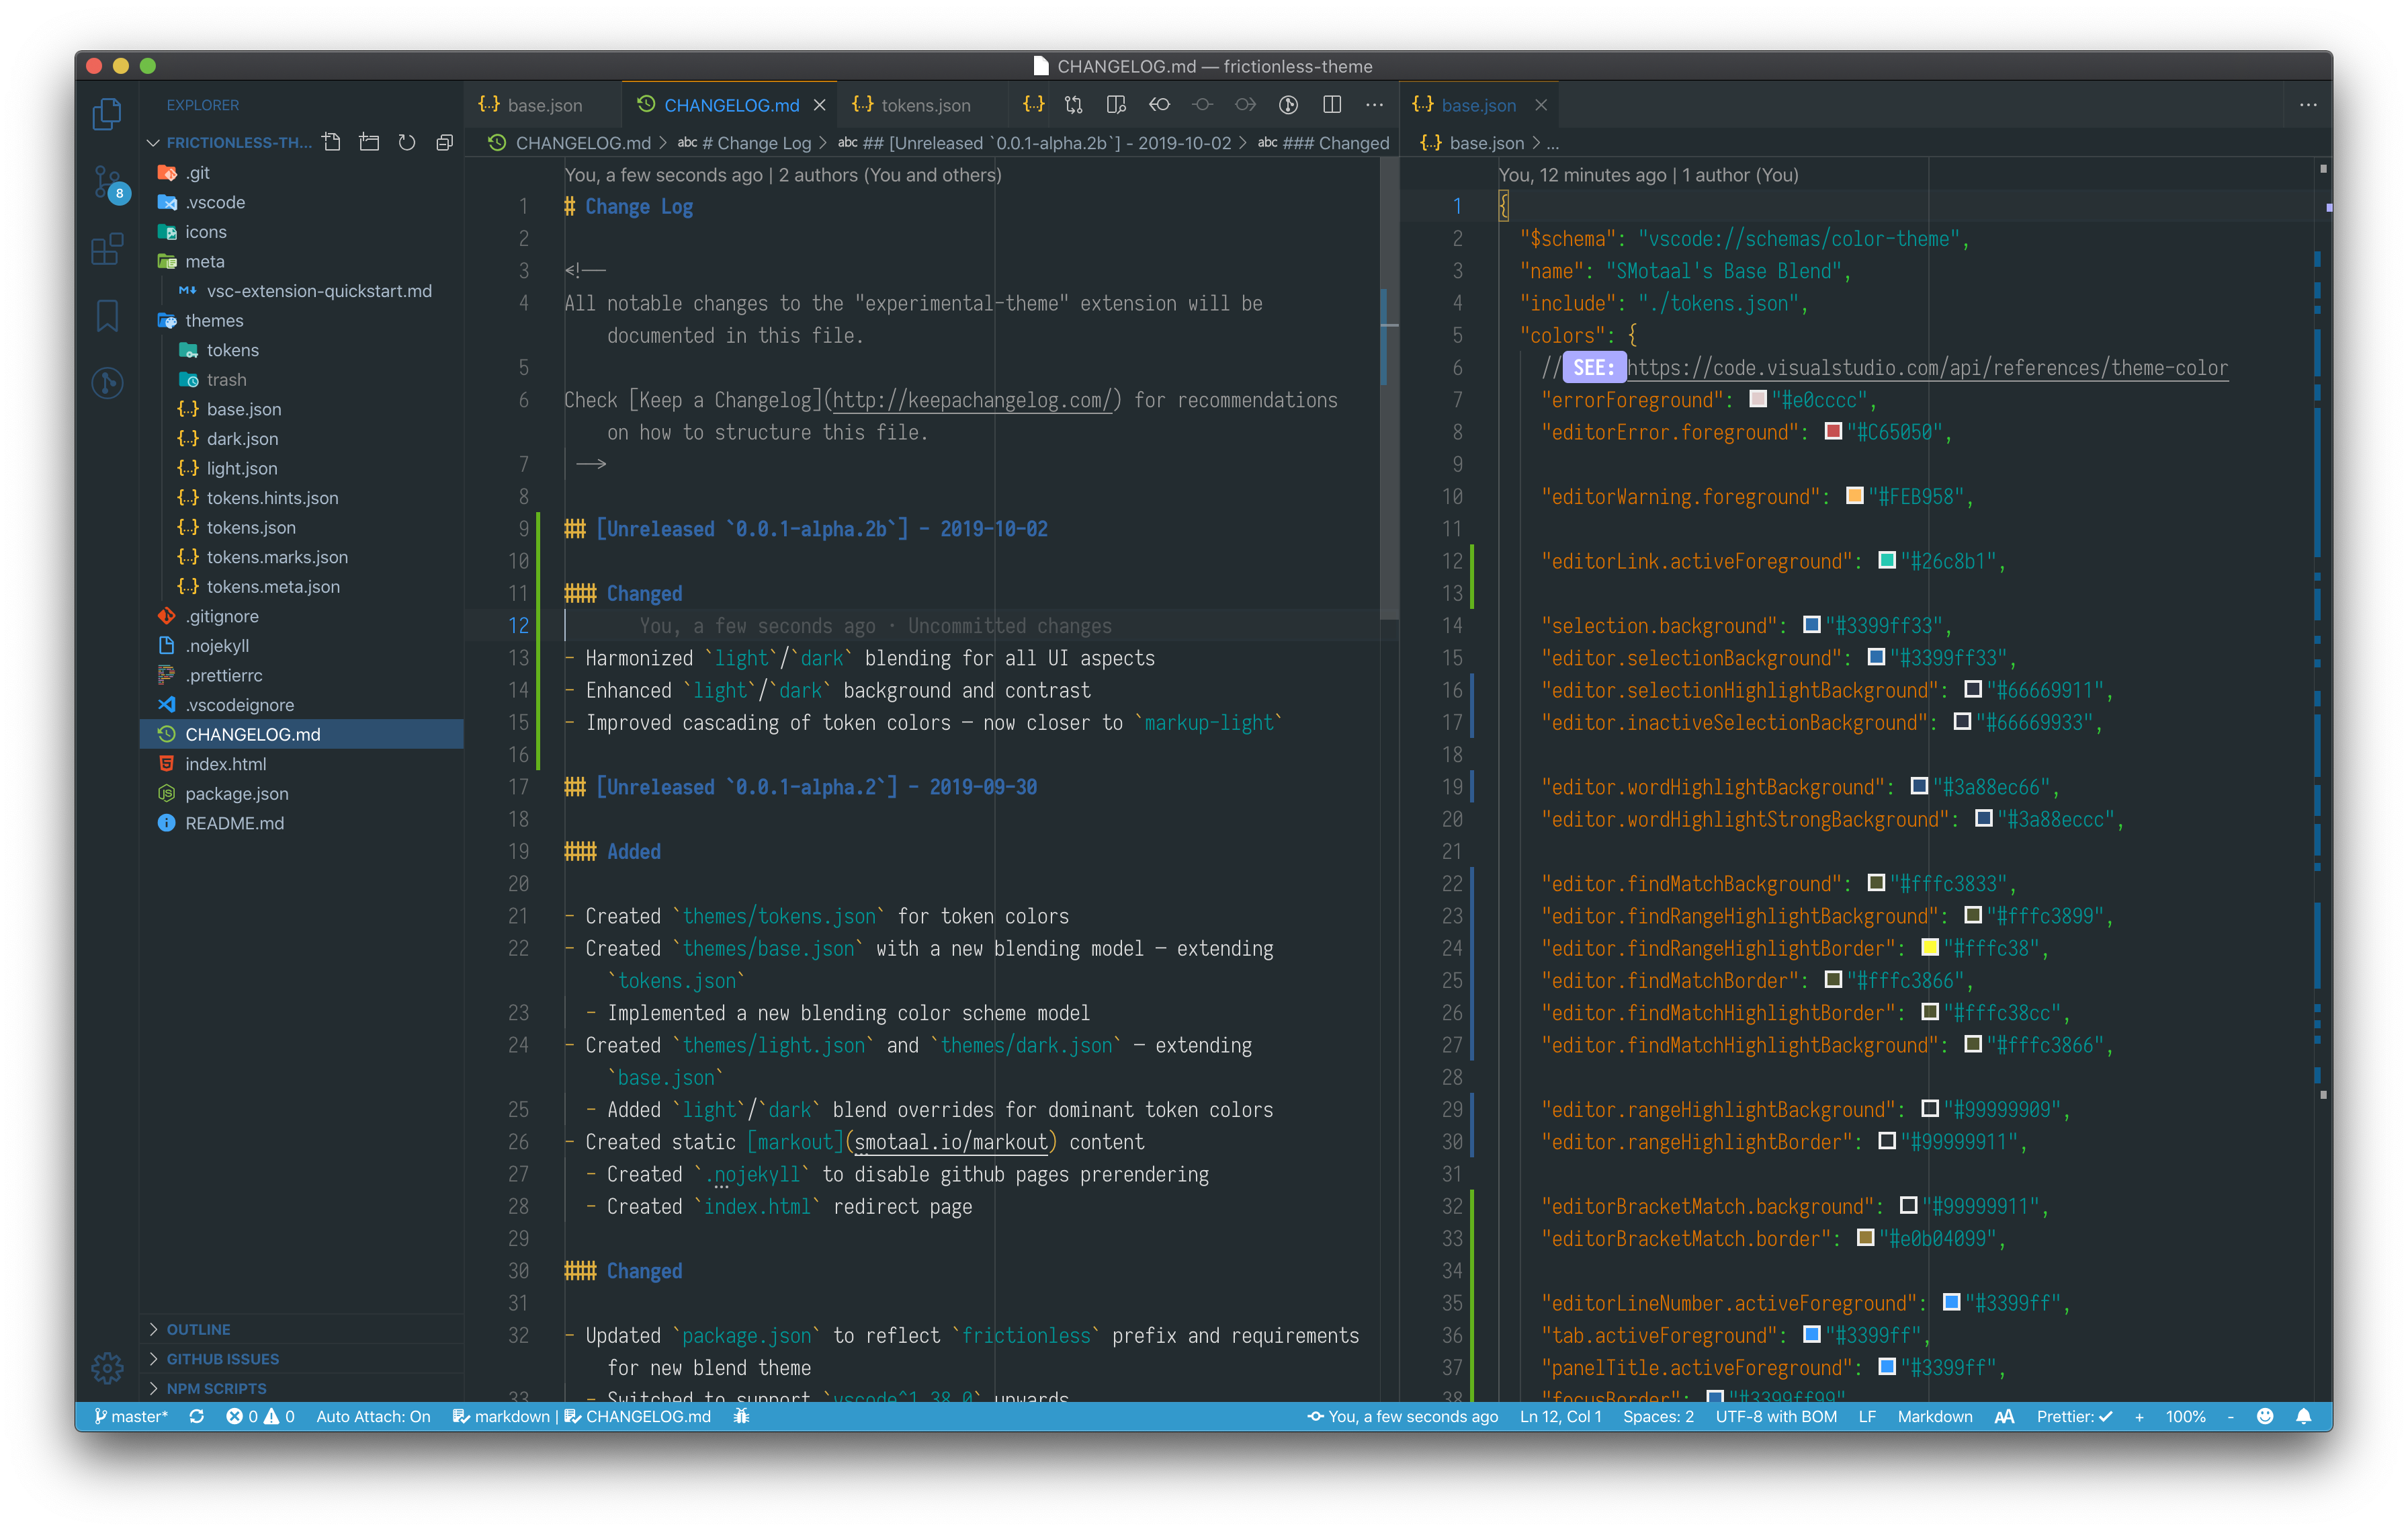 CHANGELOG.md — frictionless-theme
EXPLORER
FRICTIONLESS-TH...
8
.git
.vscode
icons
meta
vsc-extension-quickstart.md
themes
tokens
trash
base.json
dark.json
light.json
tokens.hints.json
tokens.json
tokens.marks.json
tokens.meta.json
.gitignore
.nojekyll
.prettierrc
.vscodeignore
CHANGELOG.md
index.html
package.json
README.md
OUTLINE
GITHUB ISSUES
NPM SCRIPTS
{..} base.json CHANGELOG.md × {..} tokens.json {..}
CHANGELOG.md > abc # Change Log > abc ## [Unreleased `0.0.1-alpha.2b`] - 2019-10-02 > abc ### Changed
You, a few seconds ago | 2 authors (You and others)
1 # Change Log
2
3 <!--
4 All notable changes to the "experimental-theme" extension will be
documented in this file.
5
6 Check [Keep a Changelog](http://keepachangelog.com/) for recommendations
on how to structure this file.
7 -->
8
9 ## [Unreleased `0.0.1-alpha.2b`] - 2019-10-02
10
11 ### Changed
12 You, a few seconds ago · Uncommitted changes
13 - Harmonized `light`/`dark` blending for all UI aspects
14 - Enhanced `light`/`dark` background and contrast
15 - Improved cascading of token colors — now closer to `markup-light`
16
17 ## [Unreleased `0.0.1-alpha.2`] - 2019-09-30
18
19 ### Added
20
21 - Created `themes/tokens.json` for token colors
22 - Created `themes/base.json` with a new blending model — extending
`tokens.json`
23 - Implemented a new blending color scheme model
24 - Created `themes/light.json` and `themes/dark.json` — extending
`base.json`
25 - Added `light`/`dark` blend overrides for dominant token colors
26 - Created static [markout](smotaal.io/markout) content
27 - Created `.nojekyll` to disable github pages prerendering
28 - Created `index.html` redirect page
29
30 ### Changed
31
32 - Updated `package.json` to reflect `frictionless` prefix and requirements
for new blend theme
33 - Switched to support `vscode^1.38.0` upwards
{..} base.json ×
{..} base.json > ...
You, 12 minutes ago | 1 author (You)
1 {
2 "$schema": "vscode://schemas/color-theme",
3 "name": "SMotaal's Base Blend",
4 "include": "./tokens.json",
5 "colors": {
6 // SEE: https://code.visualstudio.com/api/references/theme-color
7 "errorForeground": "#e0cccc",
8 "editorError.foreground": "#C65050",
9
10 "editorWarning.foreground": "#FEB958",
11
12 "editorLink.activeForeground": "#26c8b1",
13
14 "selection.background": "#3399ff33",
15 "editor.selectionBackground": "#3399ff33",
16 "editor.selectionHighlightBackground": "#66669911",
17 "editor.inactiveSelectionBackground": "#66669933",
18
19 "editor.wordHighlightBackground": "#3a88ec66",
20 "editor.wordHighlightStrongBackground": "#3a88eccc",
21
22 "editor.findMatchBackground": "#fffc3833",
23 "editor.findRangeHighlightBackground": "#fffc3899",
24 "editor.findRangeHighlightBorder": "#fffc38",
25 "editor.findMatchBorder": "#fffc3866",
26 "editor.findMatchHighlightBorder": "#fffc38cc",
27 "editor.findMatchHighlightBackground": "#fffc3866",
28
29 "editor.rangeHighlightBackground": "#99999909",
30 "editor.rangeHighlightBorder": "#99999911",
31
32 "editorBracketMatch.background": "#99999911",
33 "editorBracketMatch.border": "#e0b04099",
34
35 "editorLineNumber.activeForeground": "#3399ff",
36 "tab.activeForeground": "#3399ff",
37 "panelTitle.activeForeground": "#3399ff",
38 "focusBorder": "#3399ff99",
master* 0 0 Auto Attach: On markdown | CHANGELOG.md You, a few seconds ago Ln 12, Col 1 Spaces: 2 UTF-8 with BOM LF Markdown AA Prettier: ✓ + 100% -